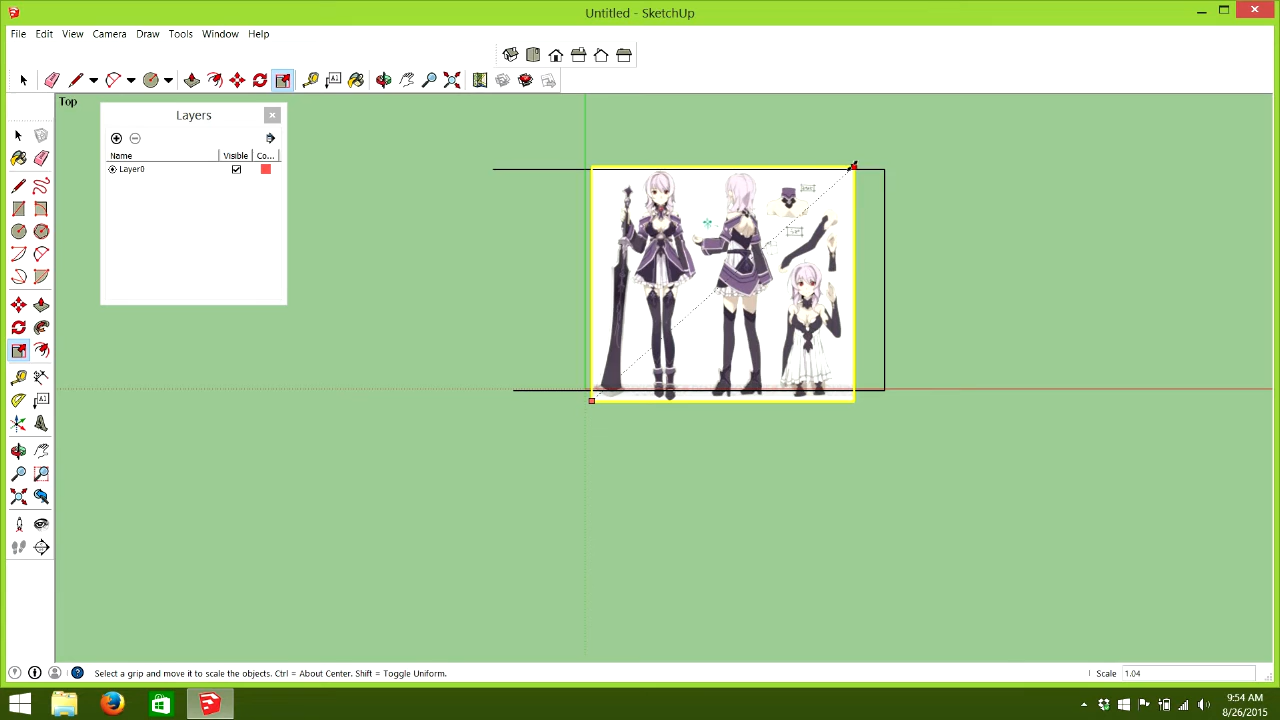 Untitled - SketchUp
File Edit View Camera Draw Tools Window Help
Top
Layers
Name Visible Co...
Layer0
Select a grip and move it to scale the objects. Ctrl = About Center. Shift = Toggle Uniform.
Scale 1.04
9:54 AM
8/26/2015